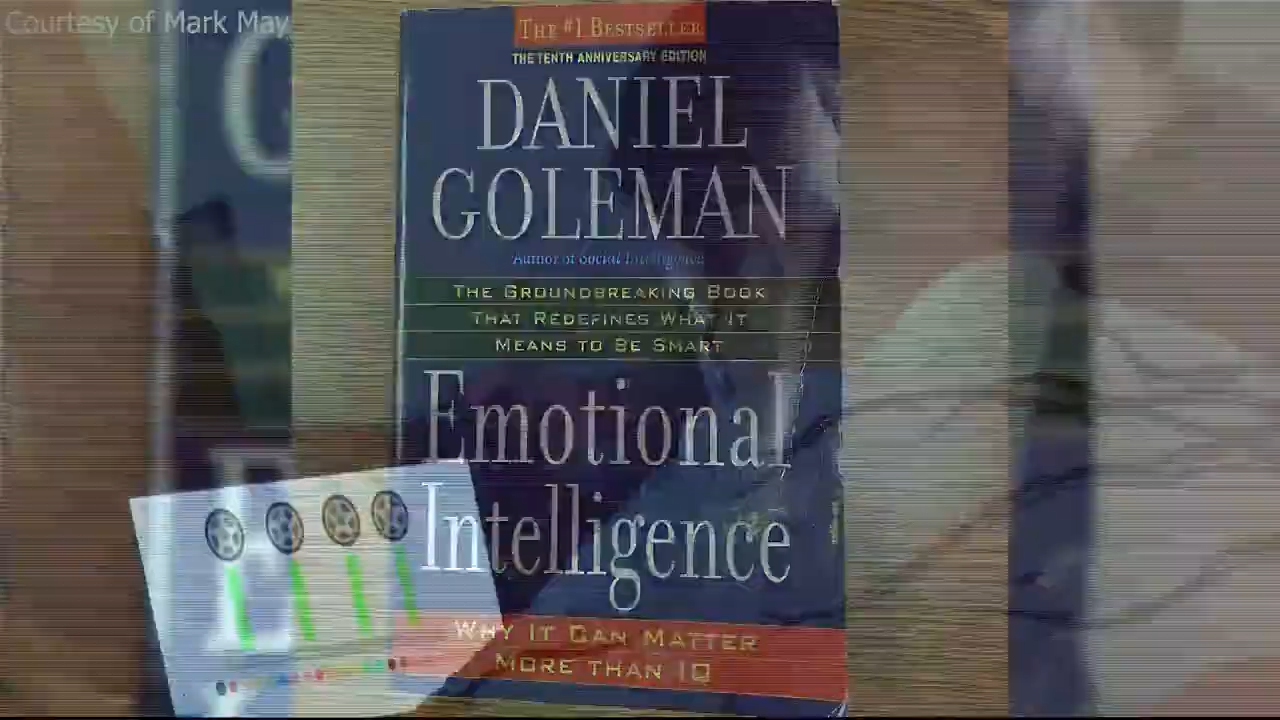 Courtesy of Mark May
THE #1 BESTSELLER
THE TENTH ANNIVERSARY EDITION
DANIEL
GOLEMAN
Author of Social Intelligence
THE GROUNDBREAKING BOOK
THAT REDEFINES WHAT IT
MEANS TO BE SMART
Emotional
Intelligence
WHY IT CAN MATTER
MORE THAN IQ